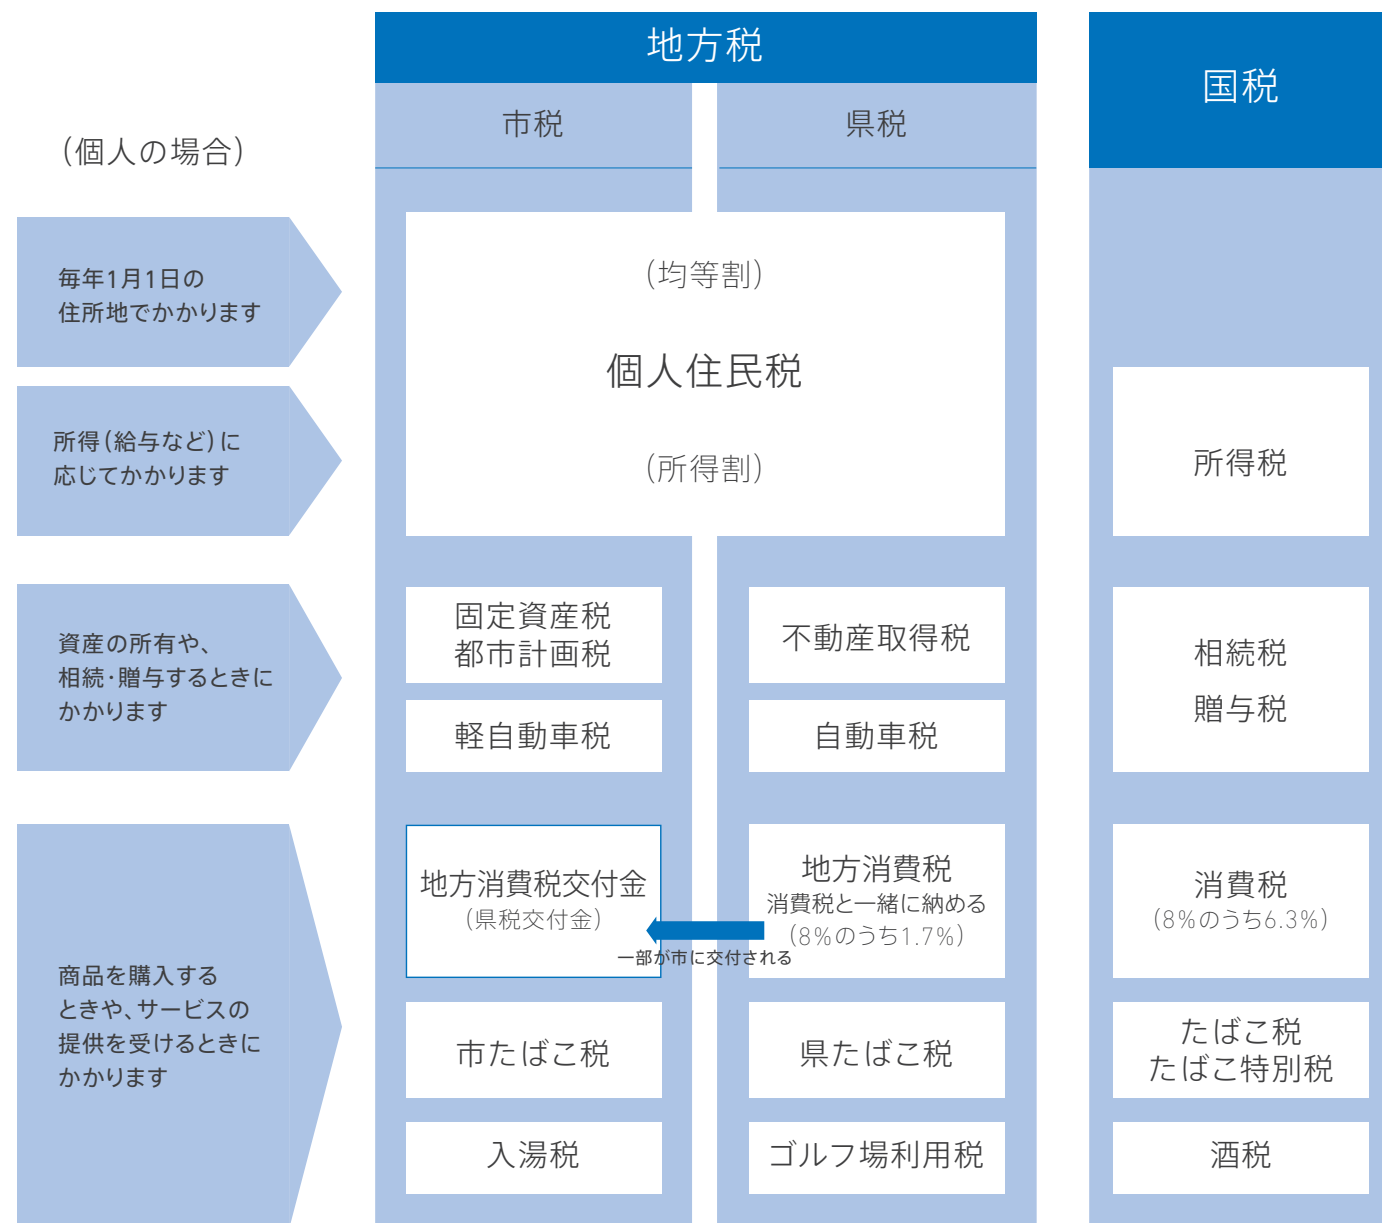 地方税
国税
市税
県税
（個人の場合）
毎年1月1日の
住所地でかかります
（均等割）
個人住民税
所得（給与など）に
応じてかかります
（所得割）
所得税
資産の所有や、
相続・贈与するときに
かかります
固定資産税
都市計画税
不動産取得税
相続税
贈与税
軽自動車税
自動車税
商品を購入する
ときや、サービスの
提供を受けるときに
かかります
地方消費税交付金
（県税交付金）
地方消費税
消費税と一緒に納める
（8%のうち1.7%）
一部が市に交付される
消費税
（8%のうち6.3%）
市たばこ税
県たばこ税
たばこ税
たばこ特別税
入湯税
ゴルフ場利用税
酒税